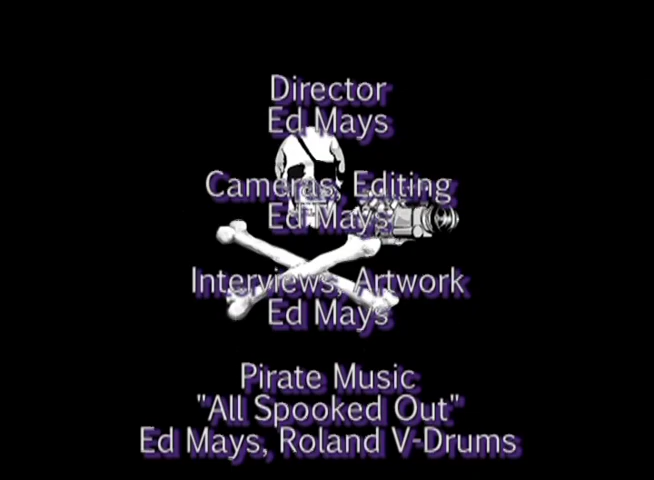 Director
Ed Mays
Cameras, Editing
Ed Mays
Interviews, Artwork
Ed Mays
Pirate Music
"All Spooked Out"
Ed Mays, Roland V-Drums